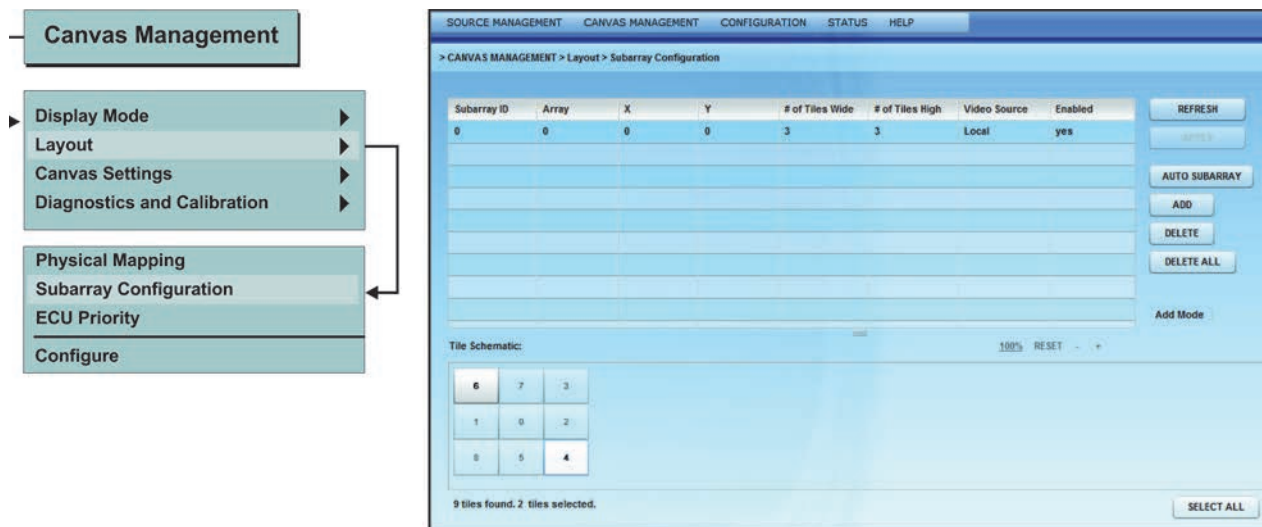 Canvas Management
Display Mode
Layout
Canvas Settings
Diagnostics and Calibration
Physical Mapping
Subarray Configuration
ECU Priority
Configure
SOURCE MANAGEMENT CANVAS MANAGEMENT CONFIGURATION STATUS HELP
> CANVAS MANAGEMENT > Layout > Subarray Configuration
Subarray ID Array X Y # of Tiles Wide # of Tiles High Video Source Enabled
0 0 0 0 3 3 Local yes
REFRESH
AUTO SUBARRAY
ADD
DELETE
DELETE ALL
Add Mode
Tile Schematic: 100% RESET - +
6 7 3
1 0 2
8 5 4
9 tiles found. 2 tiles selected.
SELECT ALL